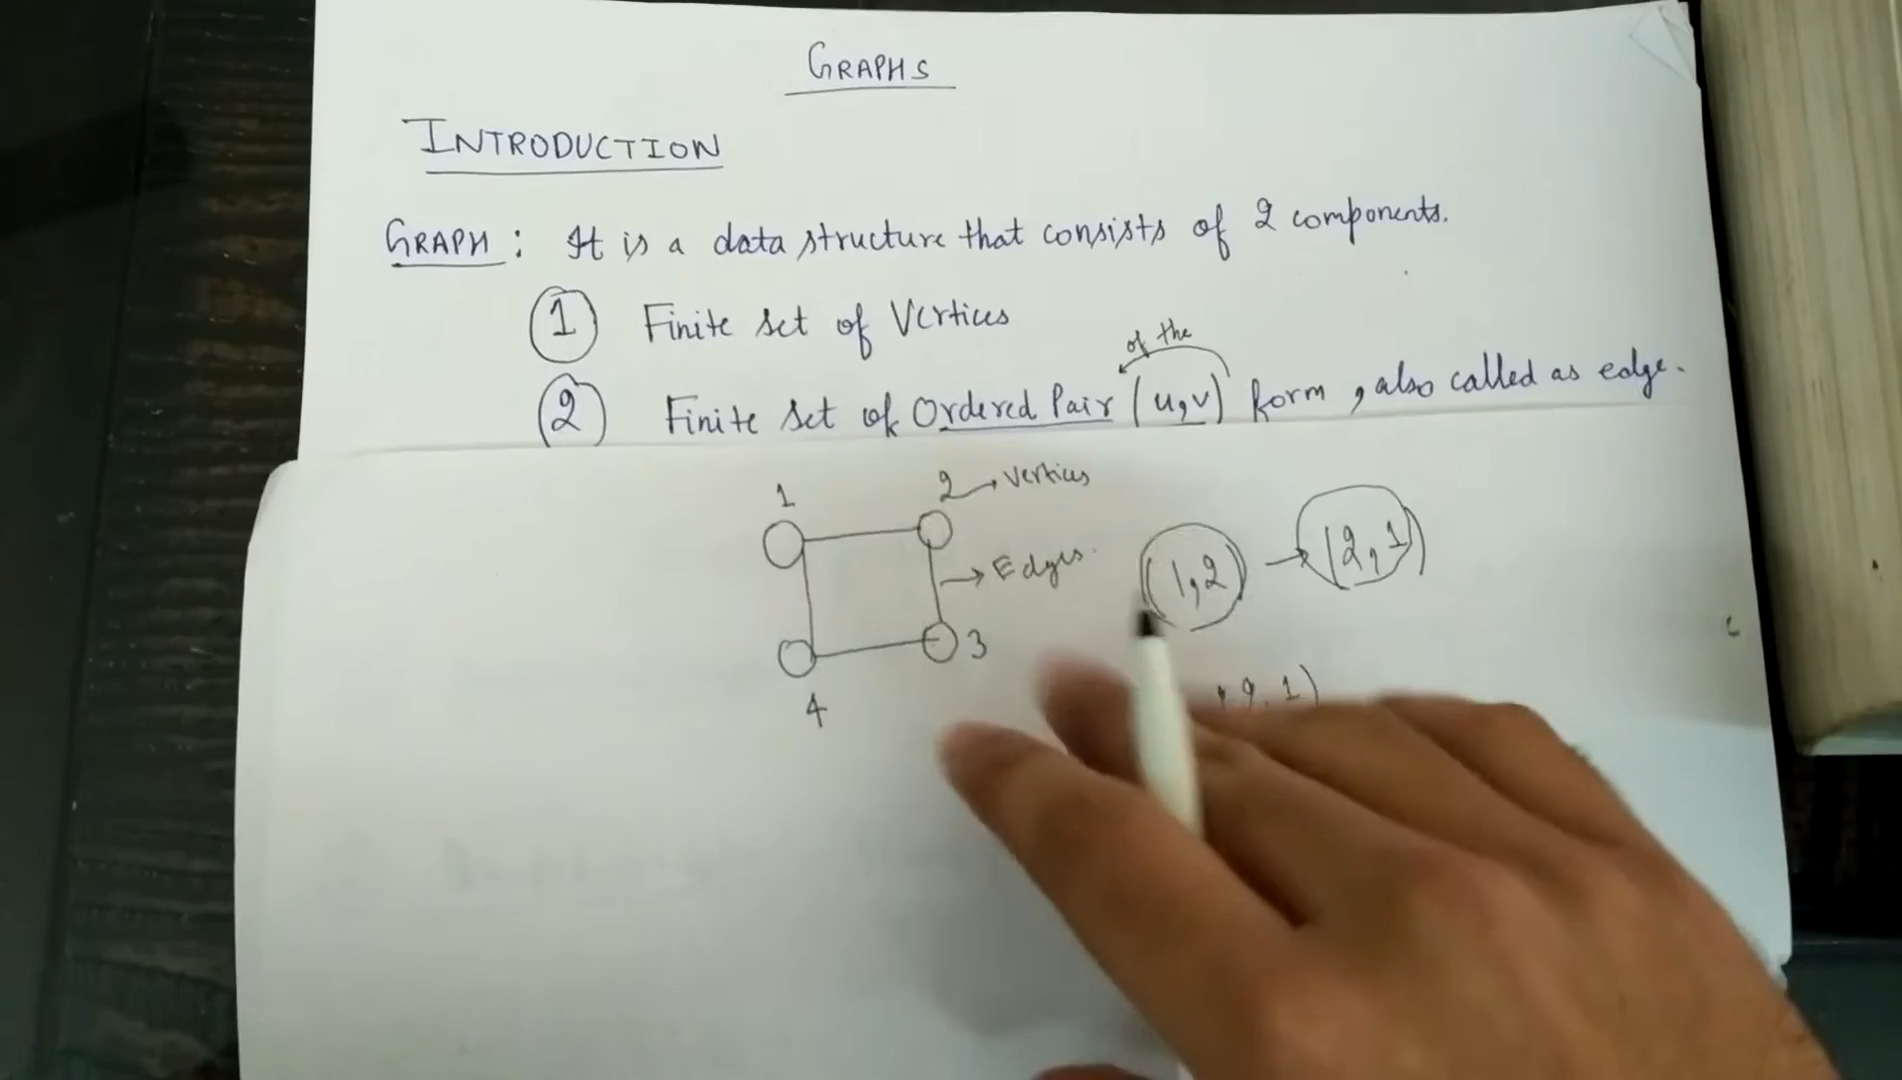 GRAPHS
INTRODUCTION
GRAPH : It is a data structure that consists of 2 components.
1 Finite set of Vertices
of the
2 Finite set of Ordered Pair (u,v) form, also called as edge.
1 2 → Vertices
→ Edges.
(1,2) → (2,1)
3
2,1)
4